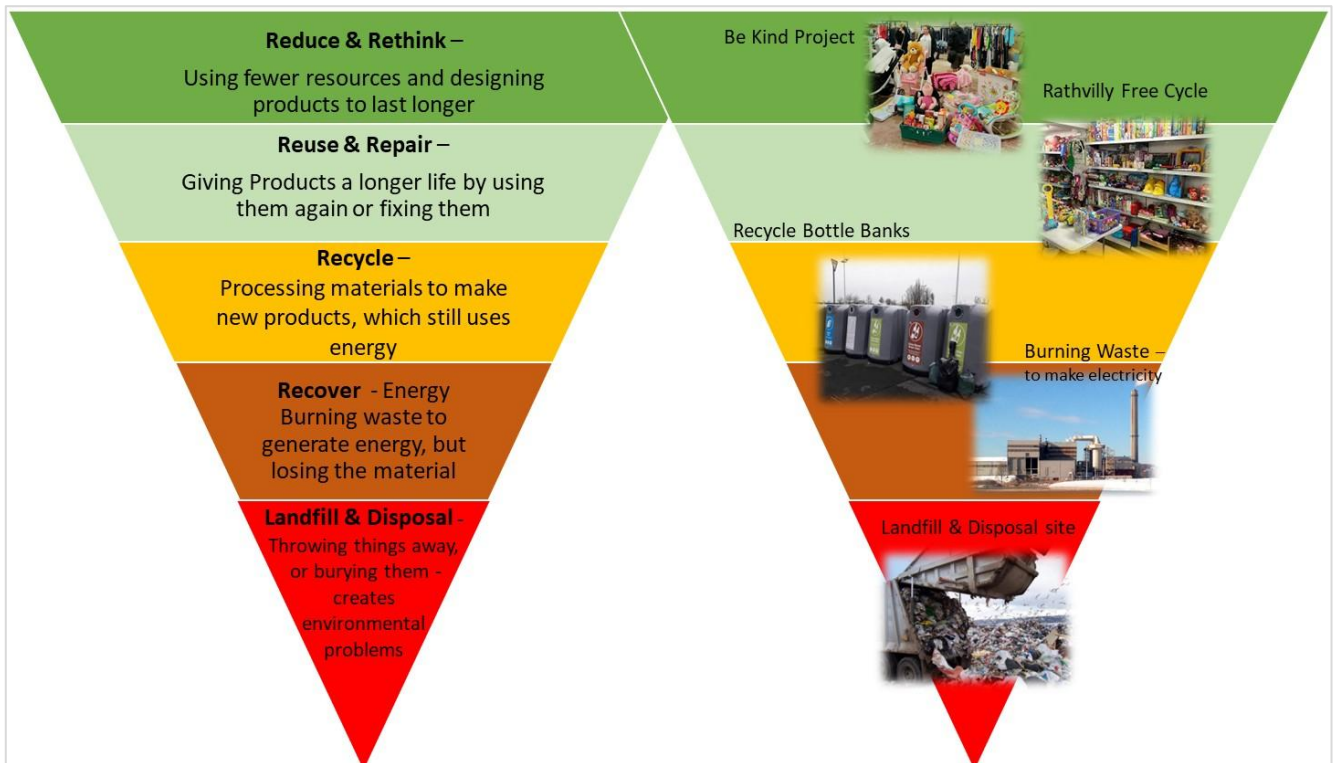 Reduce & Rethink –
Using fewer resources and designing
products to last longer
Reuse & Repair –
Giving Products a longer life by using
them again or fixing them
Recycle –
Processing materials to make
new products, which still uses
energy
Recover - Energy
Burning waste to
generate energy, but
losing the material
Landfill & Disposal -
Throwing things away,
or burying them -
creates
environmental
problems
Be Kind Project
Rathvilly Free Cycle
Recycle Bottle Banks
Burning Waste –
to make electricity
Landfill & Disposal site